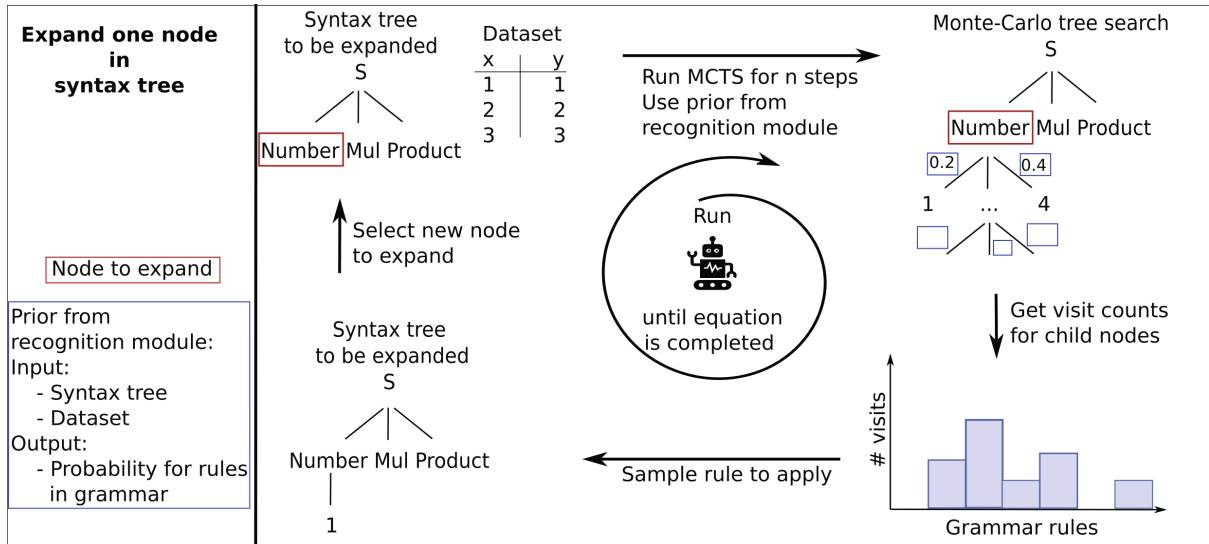 Expand one node
in
syntax tree
Node to expand
Prior from
recognition module:
Input:
- Syntax tree
- Dataset
Output:
- Probability for rules
in grammar
Syntax tree
to be expanded
S
Number Mul Product
Dataset
x y
1 1
2 2
3 3
Run MCTS for n steps
Use prior from
recognition module
Monte-Carlo tree search
S
Number Mul Product
0.2 0.4
1 ... 4
Run
until equation
is completed
Select new node
to expand
Get visit counts
for child nodes
Syntax tree
to be expanded
S
Number Mul Product
1
Sample rule to apply
# visits
Grammar rules